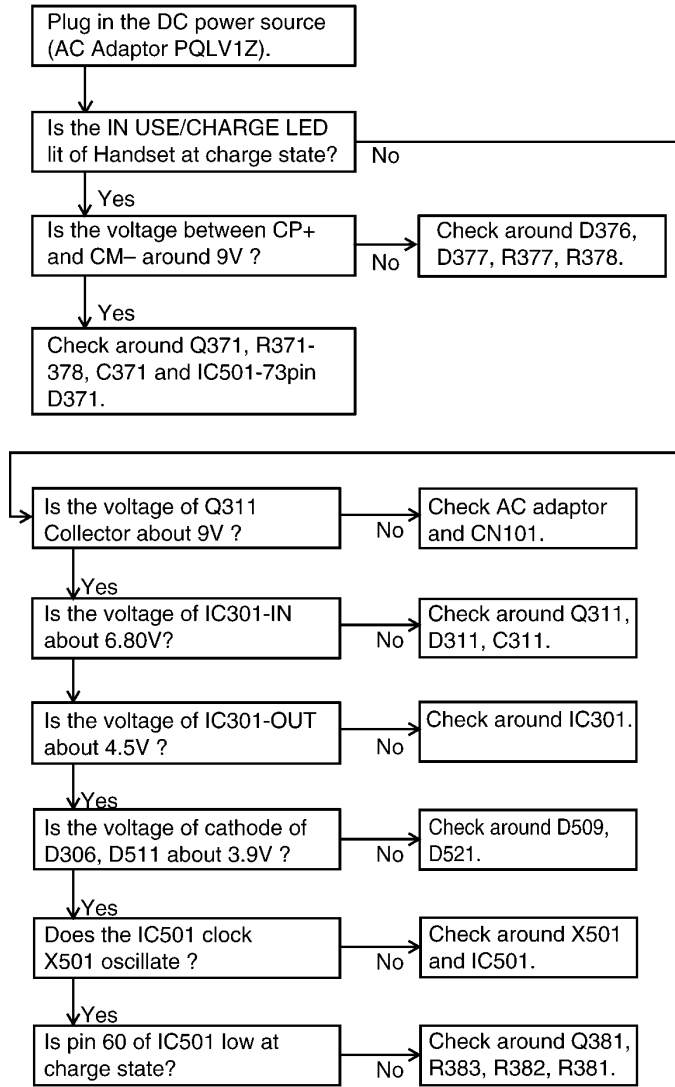 Plug in the DC power source
(AC Adaptor PQLV1Z).
Is the IN USE/CHARGE LED
lit of Handset at charge state?
No
Yes
Is the voltage between CP+
and CM– around 9V ?
No
Check around D376,
D377, R377, R378.
Yes
Check around Q371, R371-
378, C371 and IC501-73pin
D371.
Is the voltage of Q311
Collector about 9V ?
No
Check AC adaptor
and CN101.
Yes
Is the voltage of IC301-IN
about 6.80V?
No
Check around Q311,
D311, C311.
Is the voltage of IC301-OUT
about 4.5V ?
No
Check around IC301.
Yes
Is the voltage of cathode of
D306, D511 about 3.9V ?
No
Check around D509,
D521.
Yes
Does the IC501 clock
X501 oscillate ?
No
Check around X501
and IC501.
Yes
Is pin 60 of IC501 low at
charge state?
No
Check around Q381,
R383, R382, R381.